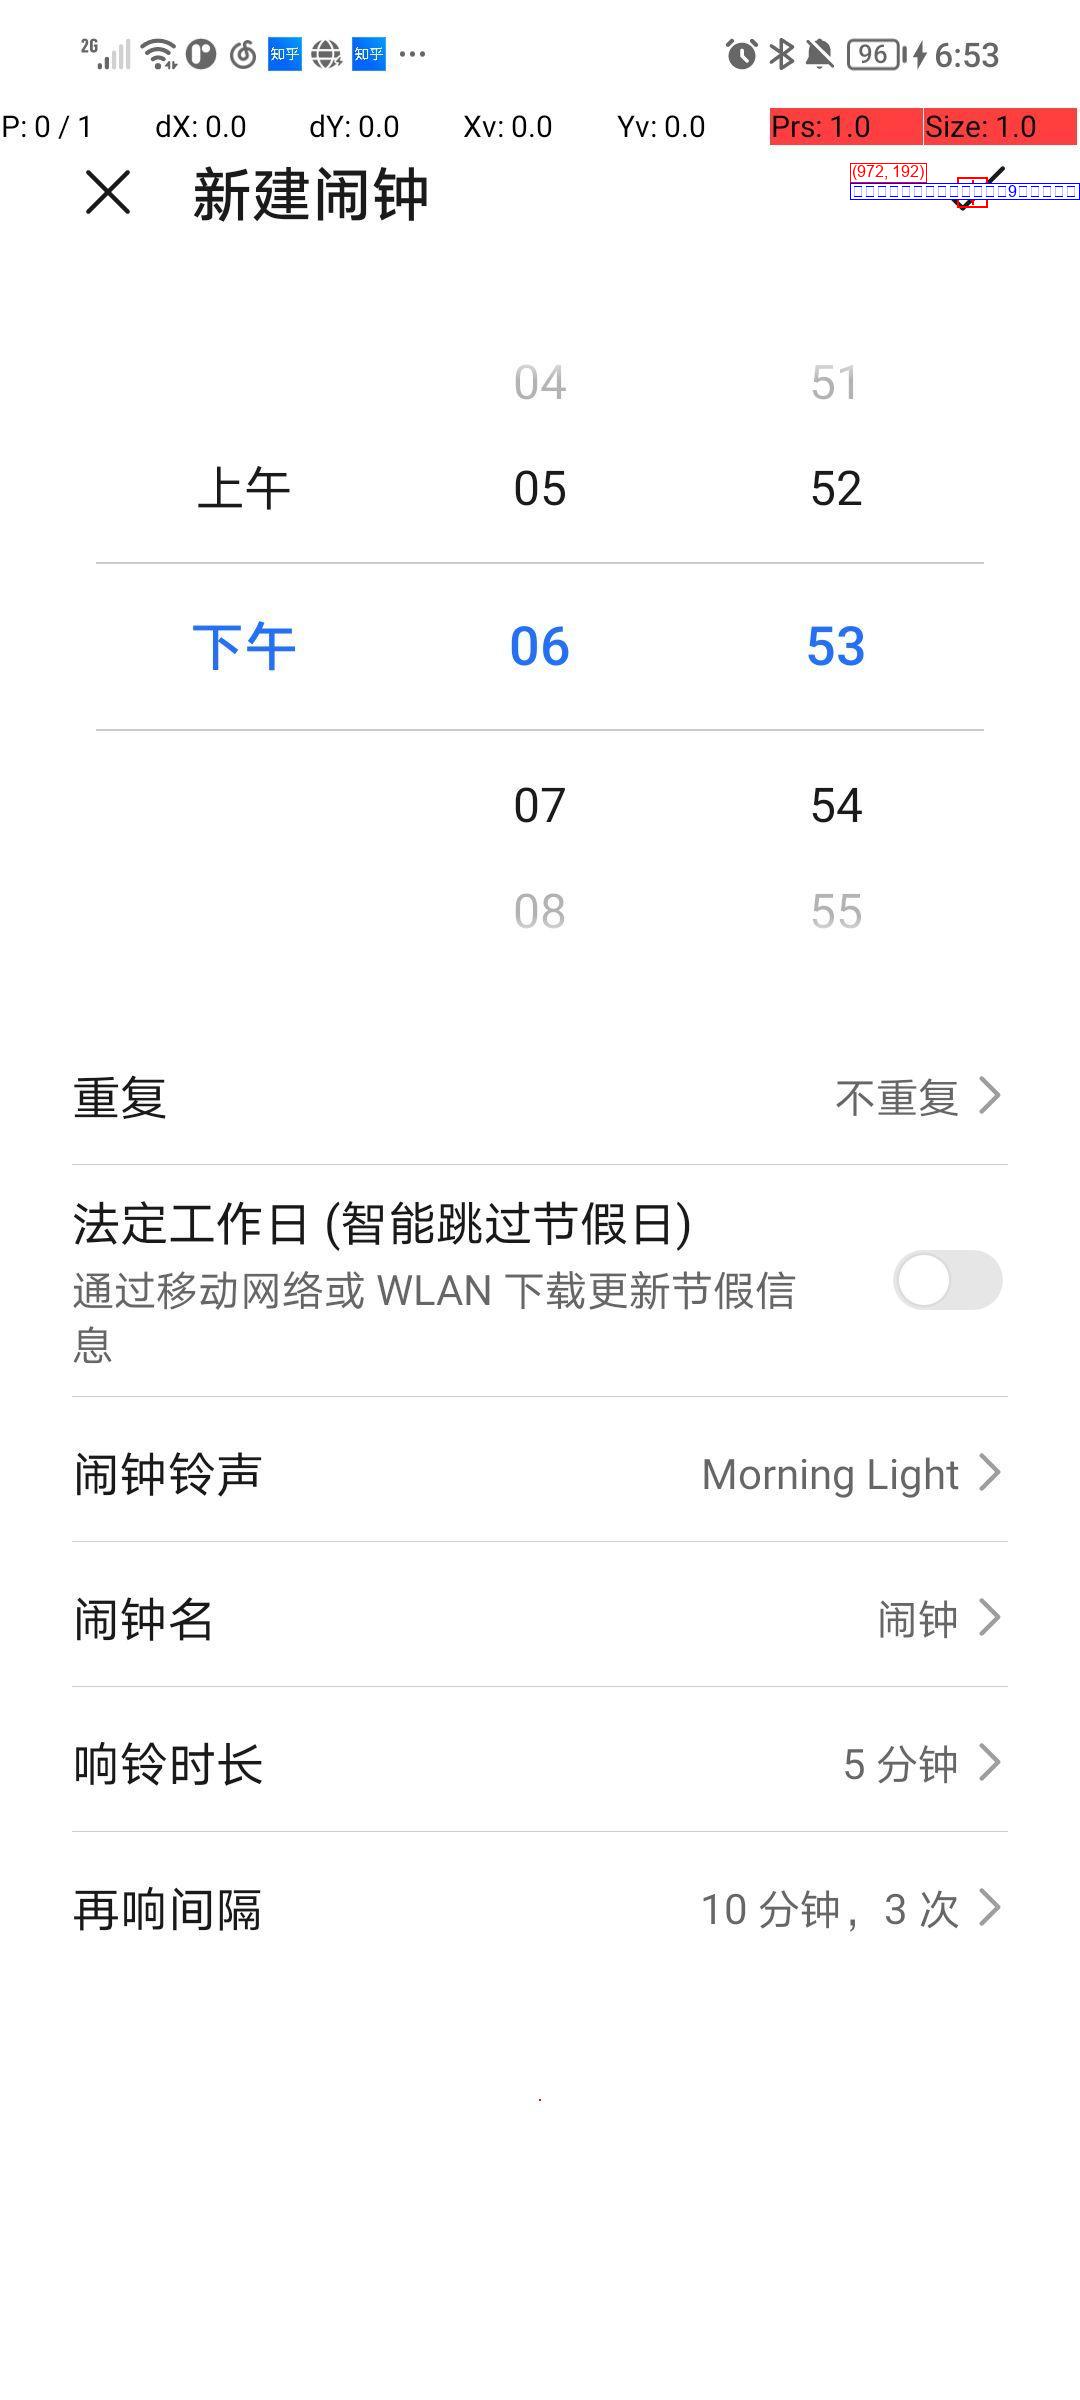 2G 知乎 知乎 ... 96 6:53
P: 0 / 1 dX: 0.0 dY: 0.0 Xv: 0.0 Yv: 0.0 Prs: 1.0 Size: 1.0
新建闹钟
(972, 192)
9
04 51
上午 05 52
下午 06 53
07 54
08 55
重复 不重复
法定工作日 (智能跳过节假日)
通过移动网络或 WLAN 下载更新节假信
息
闹钟铃声 Morning Light
闹钟名 闹钟
响铃时长 5 分钟
再响间隔 10 分钟，3 次